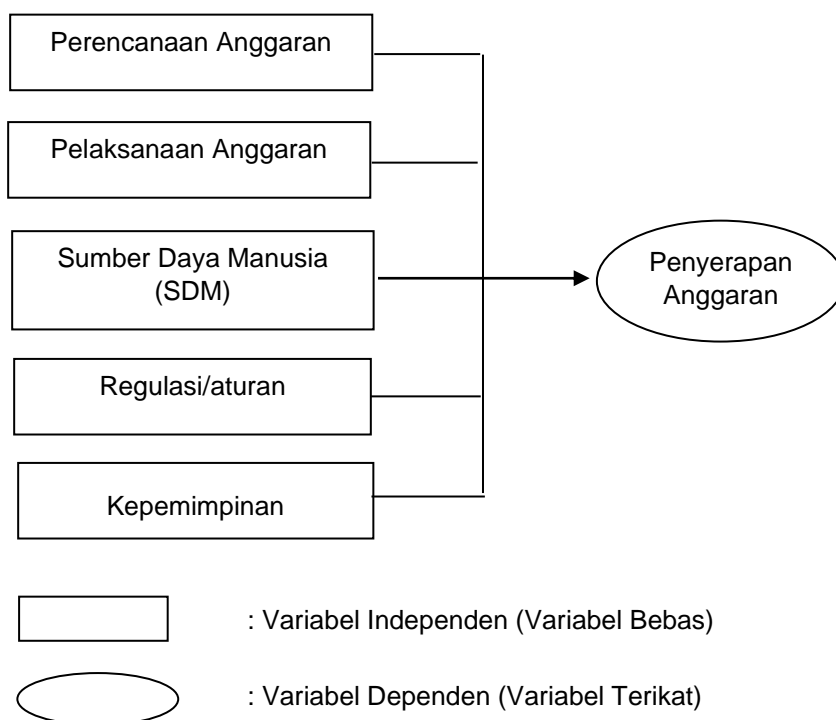 Perencanaan Anggaran
Pelaksanaan Anggaran
Sumber Daya Manusia
(SDM)
Penyerapan
Anggaran
Regulasi/aturan
Kepemimpinan
: Variabel Independen (Variabel Bebas)
: Variabel Dependen (Variabel Terikat)